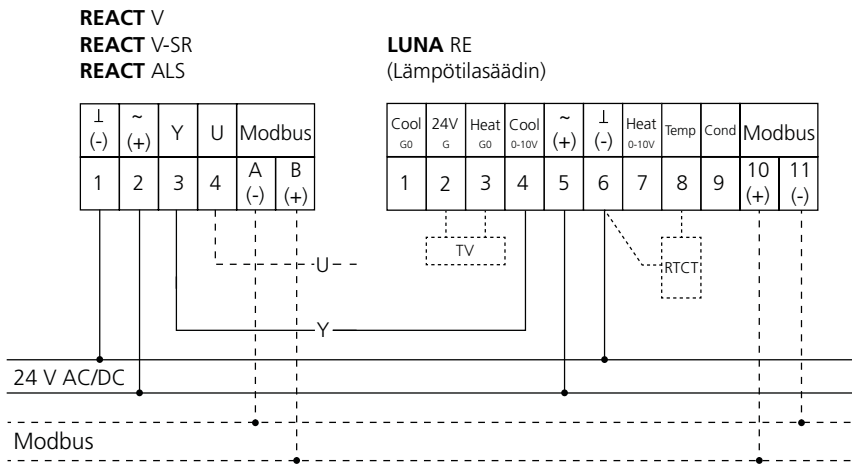 REACT V
REACT V-SR
REACT ALS
⊥ (-) ~ (+) Y U Modbus
1 2 3 4 A (-) B (+)
LUNA RE
(Lämpötilasäädin)
Cool G0 24V G Heat G0 Cool 0-10V ~ (+) ⊥ (-) Heat 0-10V Temp Cond Modbus
1 2 3 4 5 6 7 8 9 10 (+) 11 (-)
TV
RTCT
U
Y
24 V AC/DC
Modbus